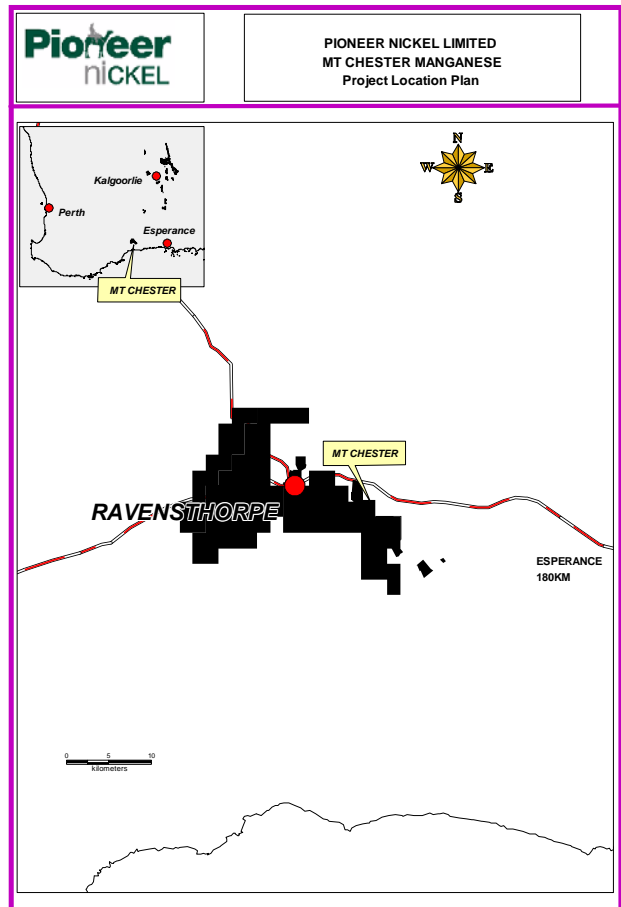 Pioneer
niCKEL
PIONEER NICKEL LIMITED
MT CHESTER MANGANESE
Project Location Plan
N
W E
S
Kalgoorlie
Perth
Esperance
MT CHESTER
MT CHESTER
RAVENSTHORPE
ESPERANCE
180KM
0 5 10
kilometers